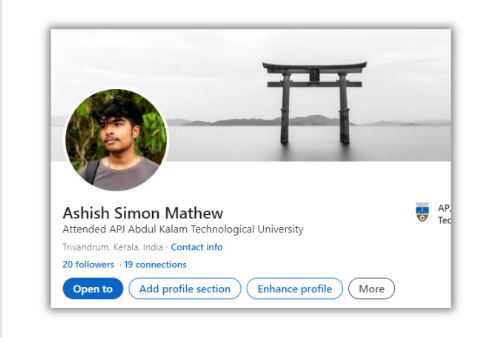 Ashish Simon Mathew
Attended APJ Abdul Kalam Technological University
Trivandrum, Kerala, India · Contact info
20 followers · 19 connections
Open to Add profile section Enhance profile More
AP.
Tec